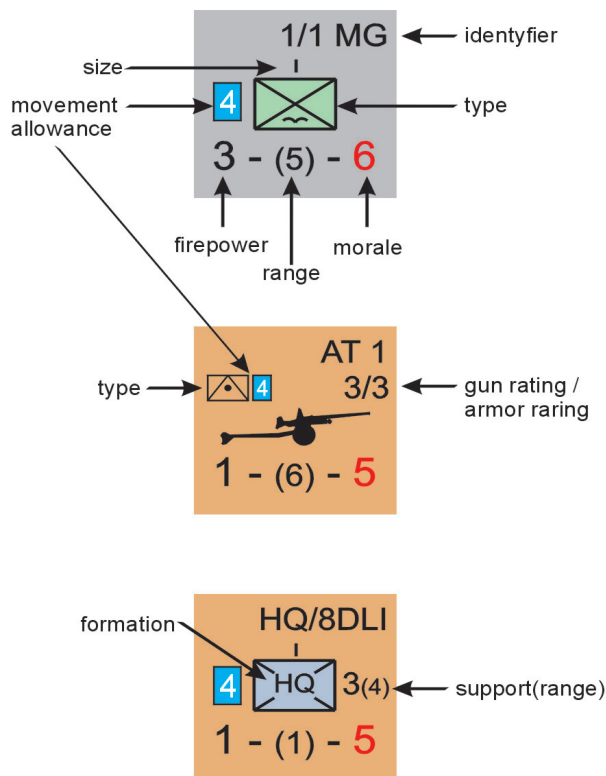 1/1 MG
identyfier
size
4
movement
allowance
type
3 - (5) - 6
firepower
range
morale
AT 1
type
4
3/3
gun rating /
armor raring
1 - (6) - 5
HQ/8DLI
formation
4
HQ
3(4)
support(range)
1 - (1) - 5